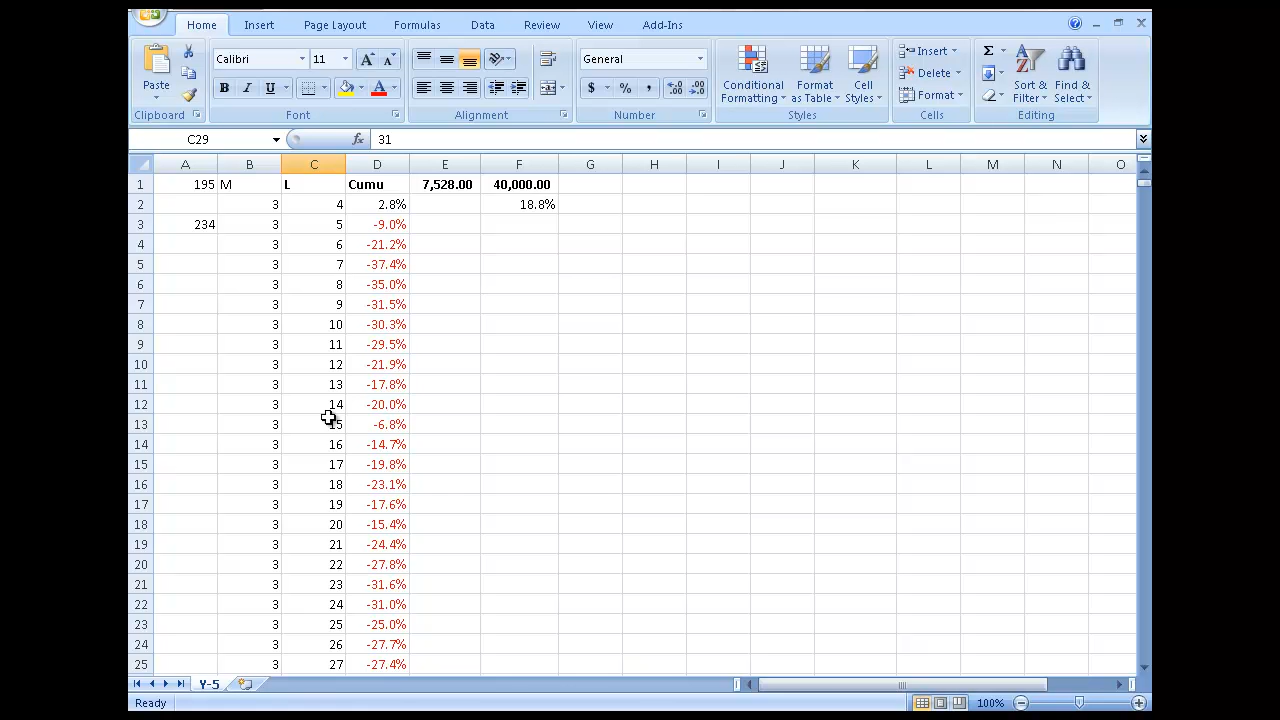 Home Insert Page Layout Formulas Data Review View Add-Ins
Calibri 11 General Insert Σ
Paste B I U A $ % , Conditional Formatting Format as Table Cell Styles Delete Format Sort & Filter Find & Select
Clipboard Font Alignment Number Styles Cells Editing
C29 fx 31
A B C D E F G H I J K L M N O
1 195 M L Cumu 7,528.00 40,000.00
2 3 4 2.8% 18.8%
3 234 3 5 -9.0%
4 3 6 -21.2%
5 3 7 -37.4%
6 3 8 -35.0%
7 3 9 -31.5%
8 3 10 -30.3%
9 3 11 -29.5%
10 3 12 -21.9%
11 3 13 -17.8%
12 3 14 -20.0%
13 3 15 -6.8%
14 3 16 -14.7%
15 3 17 -19.8%
16 3 18 -23.1%
17 3 19 -17.6%
18 3 20 -15.4%
19 3 21 -24.4%
20 3 22 -27.8%
21 3 23 -31.6%
22 3 24 -31.0%
23 3 25 -25.0%
24 3 26 -27.7%
25 3 27 -27.4%
Y-5
Ready 100%